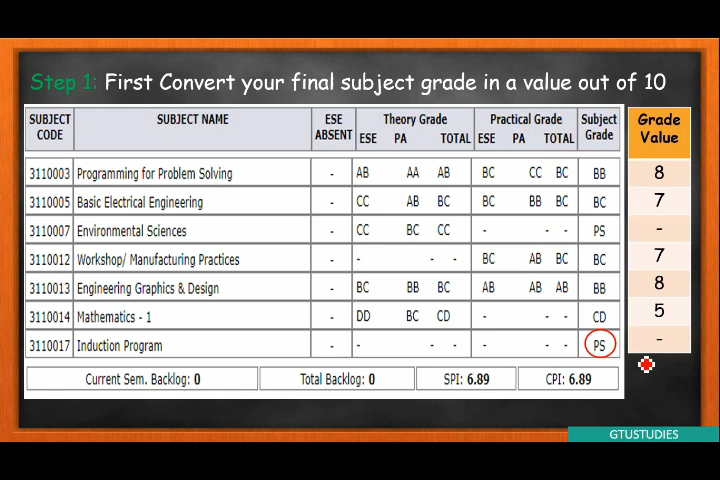 Step 1: First Convert your final subject grade in a value out of 10
SUBJECT CODE SUBJECT NAME ESE ABSENT Theory Grade Practical Grade Subject Grade Grade Value
ESE PA TOTAL ESE PA TOTAL
3110003 Programming for Problem Solving - AB AA AB BC CC BC BB 8
3110005 Basic Electrical Engineering - CC AB BC BC BB BC BC 7
3110007 Environmental Sciences - CC BC CC - - - PS -
3110012 Workshop/ Manufacturing Practices - - - - BC AB BC BC 7
3110013 Engineering Graphics & Design - BC BB BC AB AB AB BB 8
3110014 Mathematics - 1 - DD BC CD - - - CD 5
3110017 Induction Program - - - - - - - PS -
Current Sem. Backlog: 0 Total Backlog: 0 SPI: 6.89 CPI: 6.89
GTUSTUDIES